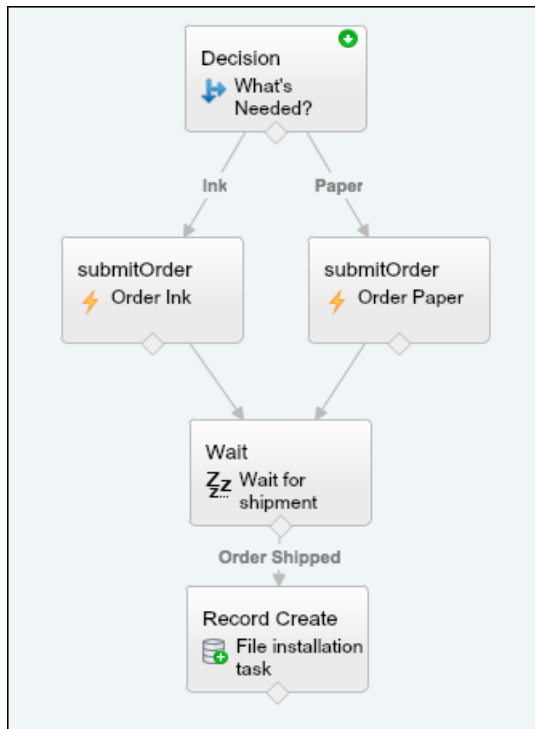 Decision
What's
Needed?
Ink
Paper
submitOrder
Order Ink
submitOrder
Order Paper
Wait
Zzz...
Wait for
shipment
Order Shipped
Record Create
File installation
task